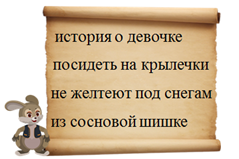 история о девочке
посидеть на крылечки
не желтеют под снегам
из сосновой шишке